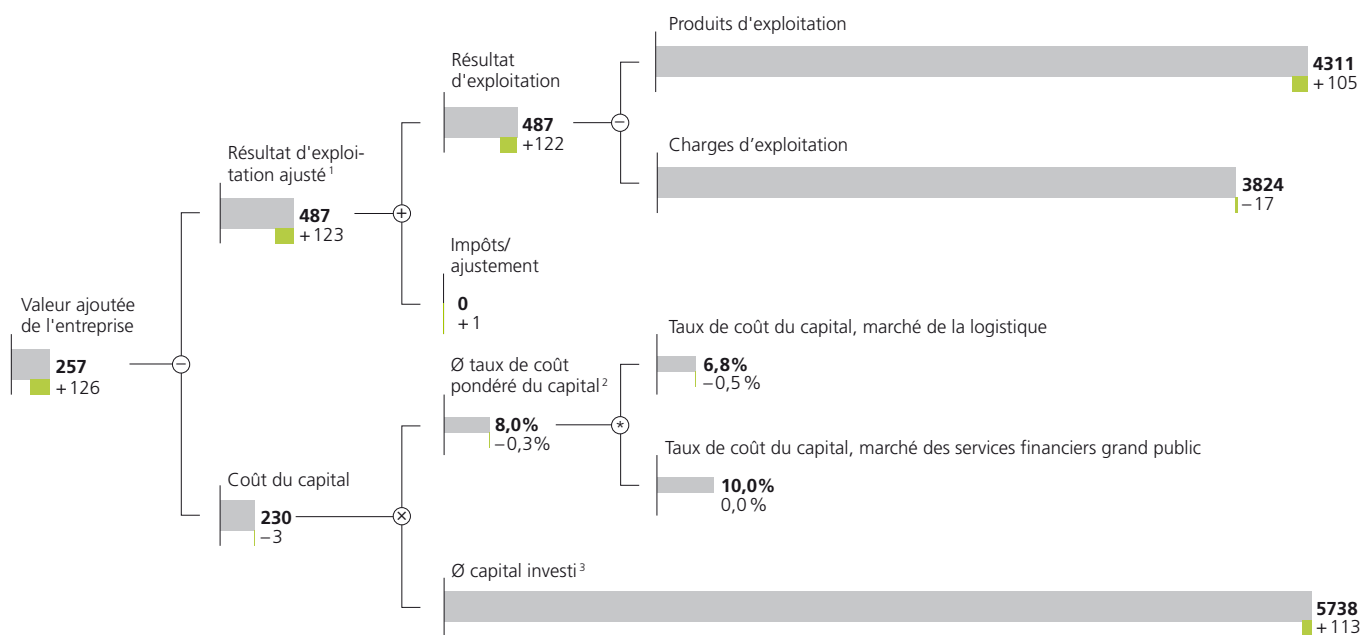 Produits d'exploitation
4311
+105
Résultat
d'exploitation
487
+122
Charges d’exploitation
3824
–17
Résultat d'exploi-
tation ajusté 1
487
+123
Impôts/
ajustement
0
+1
Valeur ajoutée
de l'entreprise
257
+126
Taux de coût du capital, marché de la logistique
6,8%
–0,5 %
Ø taux de coût
pondéré du capital 2
8,0%
–0,3%
Taux de coût du capital, marché des services financiers grand public
10,0%
0,0 %
Coût du capital
230
–3
Ø capital investi 3
5738
+113